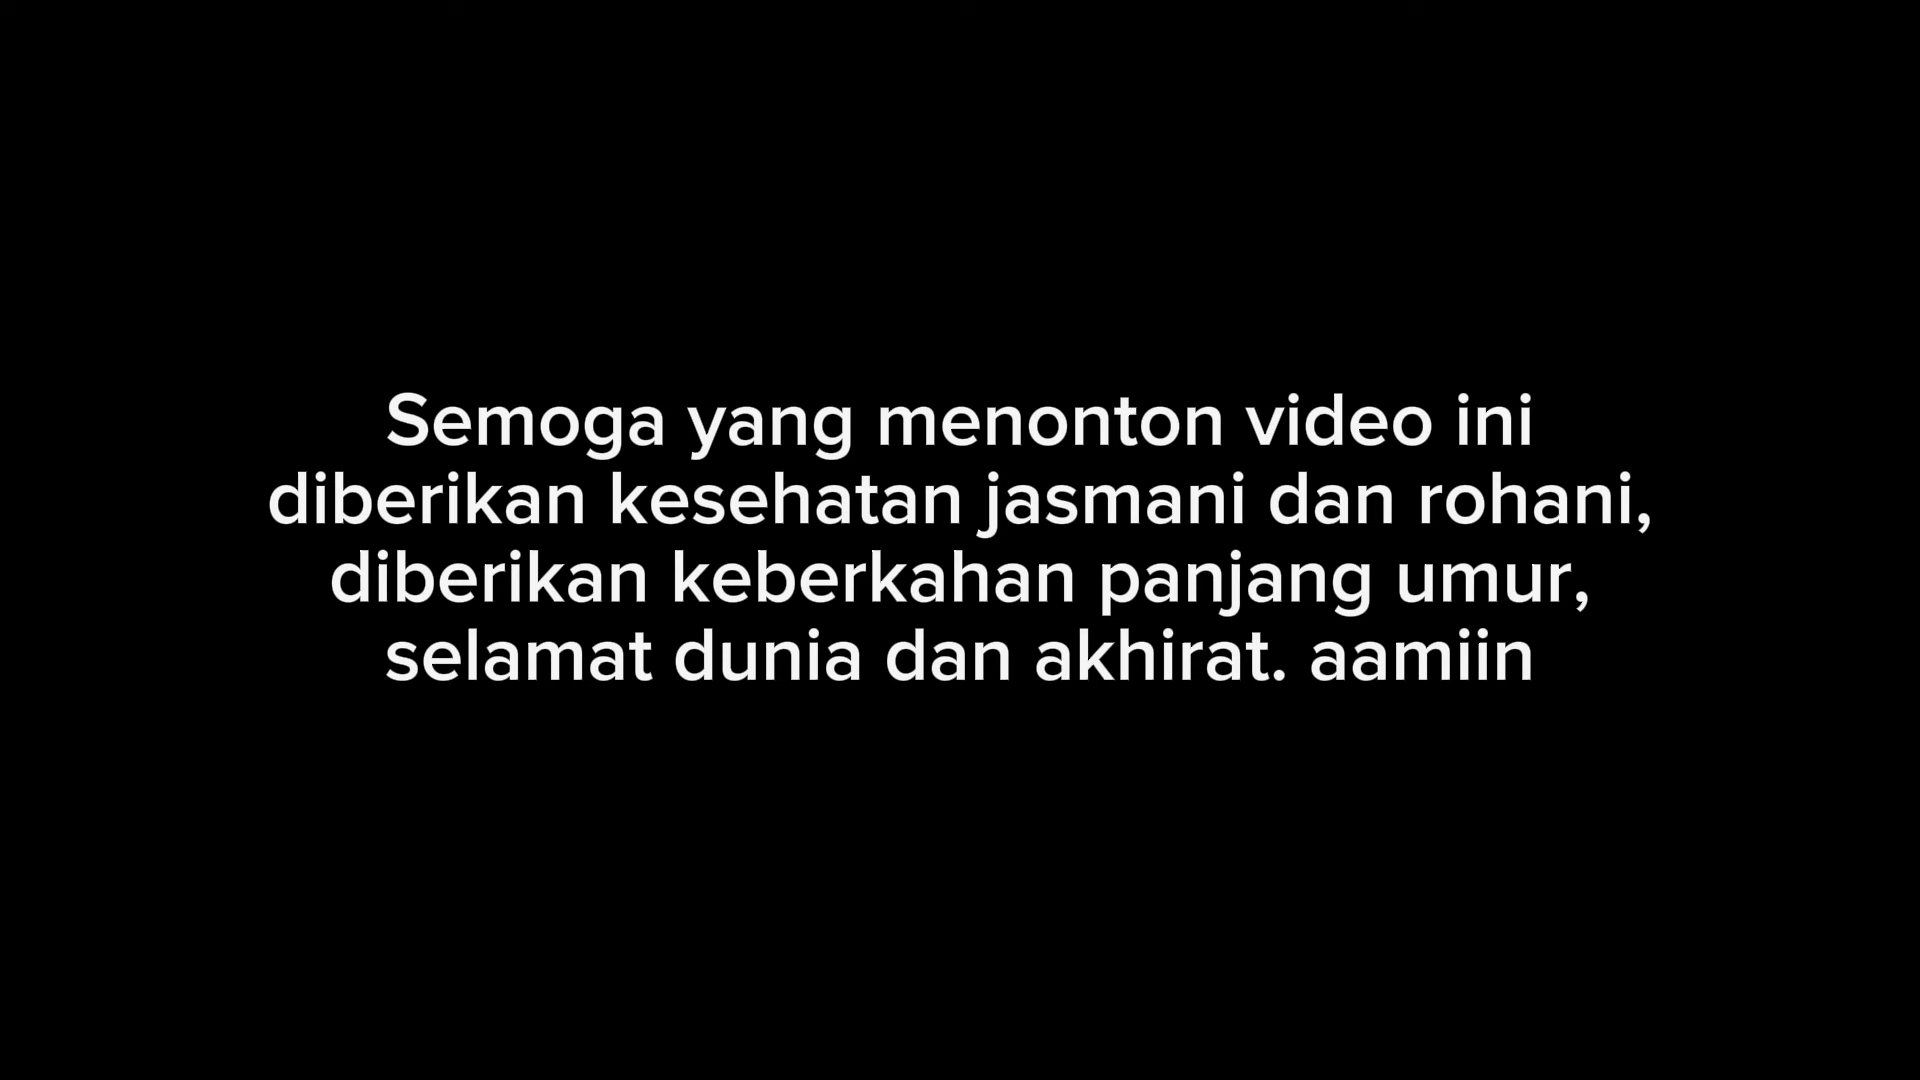 Semoga yang menonton video ini
diberikan kesehatan jasmani dan rohani,
diberikan keberkahan panjang umur,
selamat dunia dan akhirat. aamiin